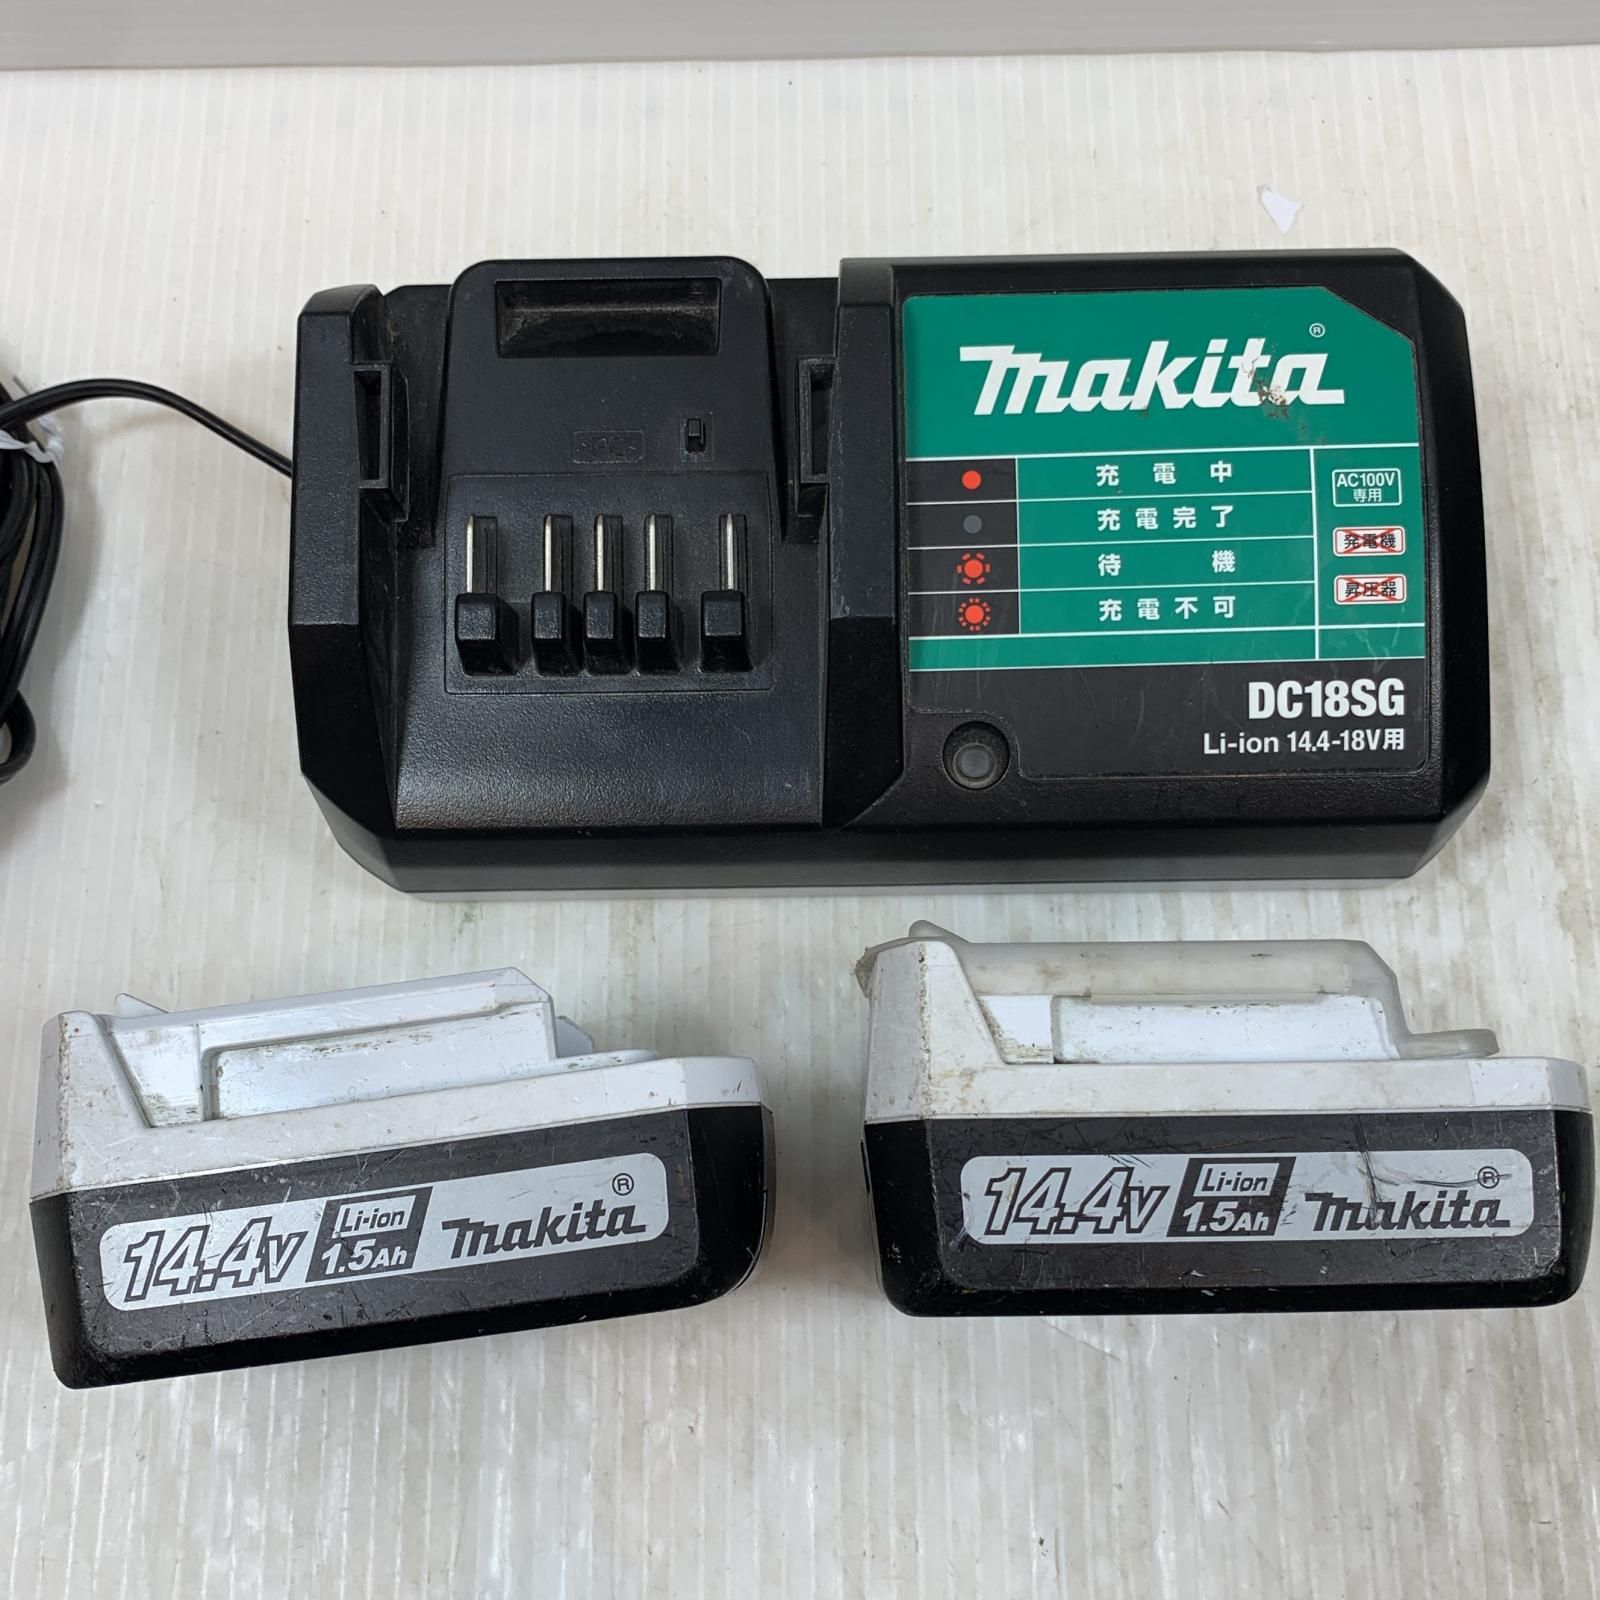 makita®
充電中
充電完了
待機
充電不可
AC100V
専用
発電機
昇圧器
DC18SG
Li-ion 14.4-18V用
14.4V Li-ion 1.5Ah makita®
14.4V Li-ion 1.5Ah makita®